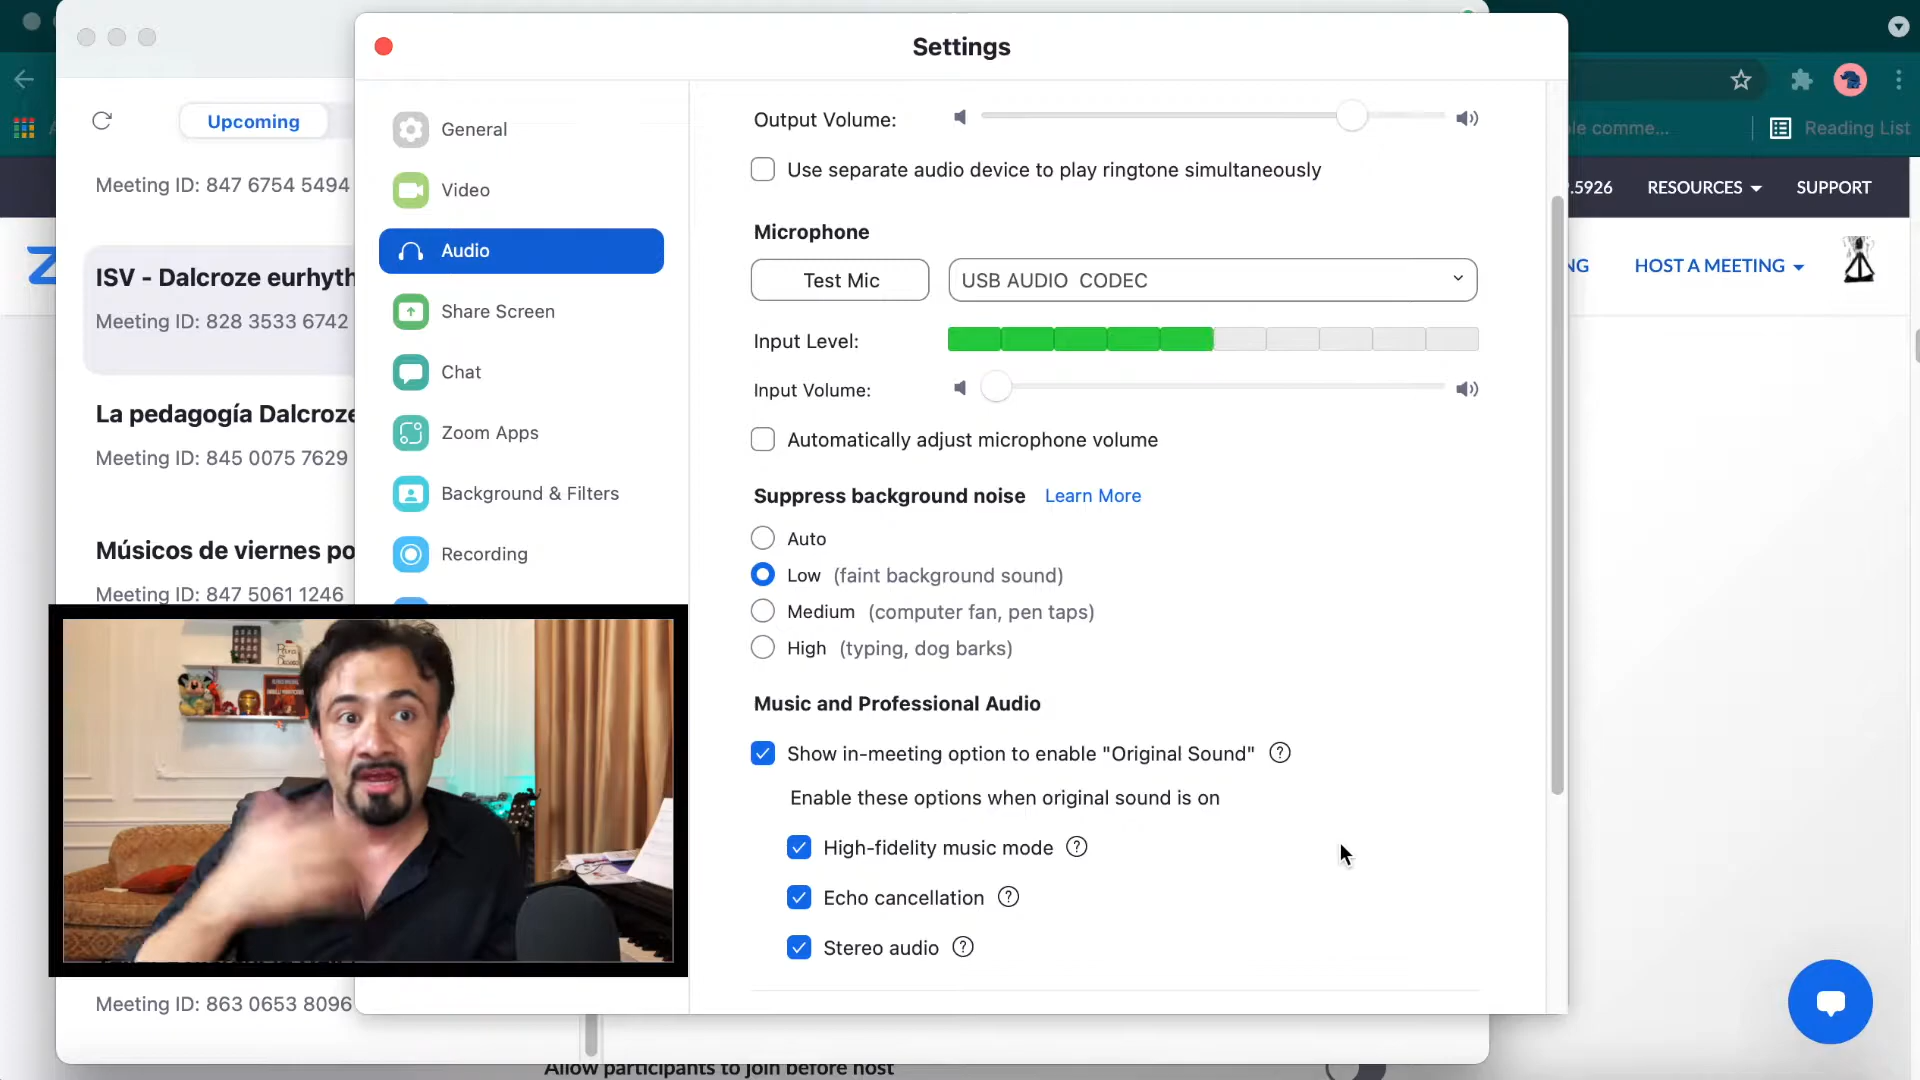 Settings
Upcoming
Meeting ID: 847 6754 5494
ISV - Dalcroze eurhyth
Meeting ID: 828 3533 6742
La pedagogía Dalcroze
Meeting ID: 845 0075 7629
Músicos de viernes po
Meeting ID: 847 5061 1246
Meeting ID: 863 0653 8096
General
Video
Audio
Share Screen
Chat
Zoom Apps
Background & Filters
Recording
Output Volume:
Use separate audio device to play ringtone simultaneously
Microphone
Test Mic
USB AUDIO  CODEC
Input Level:
Input Volume:
Automatically adjust microphone volume
Suppress background noise Learn More
Auto
Low (faint background sound)
Medium (computer fan, pen taps)
High (typing, dog barks)
Music and Professional Audio
Show in-meeting option to enable "Original Sound" ?
Enable these options when original sound is on
High-fidelity music mode ?
Echo cancellation ?
Stereo audio ?
Allow participants to join before host
le comme...
Reading List
.5926 RESOURCES SUPPORT
NG HOST A MEETING